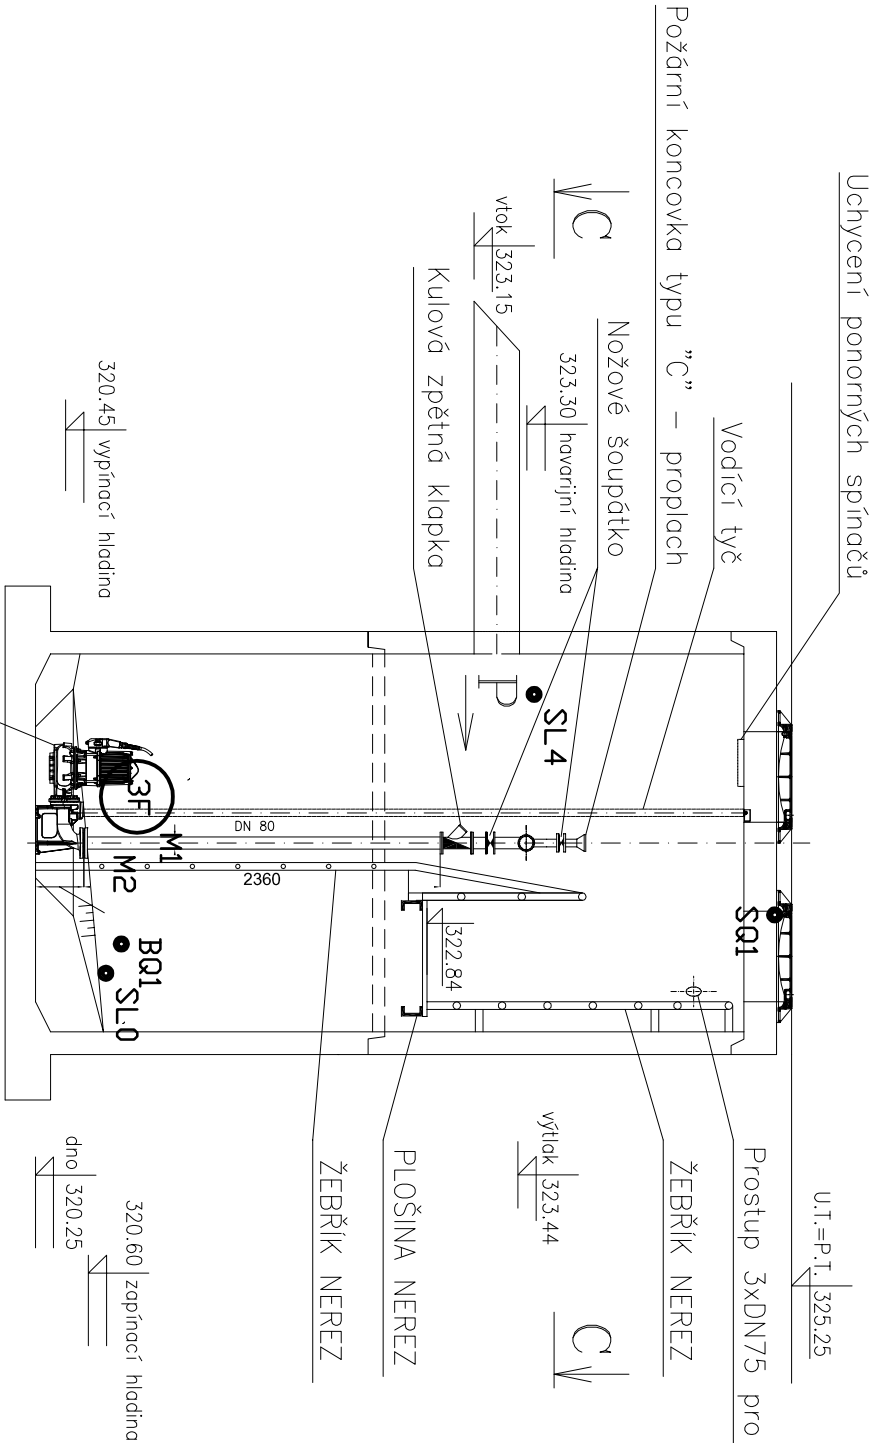 Uchycení ponorných spínačů
Požární koncovka typu "C" – proplach
Vodící tyč
Nožové šoupátko
C
vtok 323.15
323.30 havarijní hladina
Kulová zpětná klapka
320.45 vypínací hladina
SL4
SQ1
3F
M1
M2
DN 80
2360
322.84
BQ1
SL0
U.T.=P.T. 325.25
Prostup 3xDN75 pro
ŽEBŘÍK NEREZ
C
výtlak 323.44
PLOŠINA NEREZ
ŽEBŘÍK NEREZ
320.60 zapínací hladina
dno 320.25